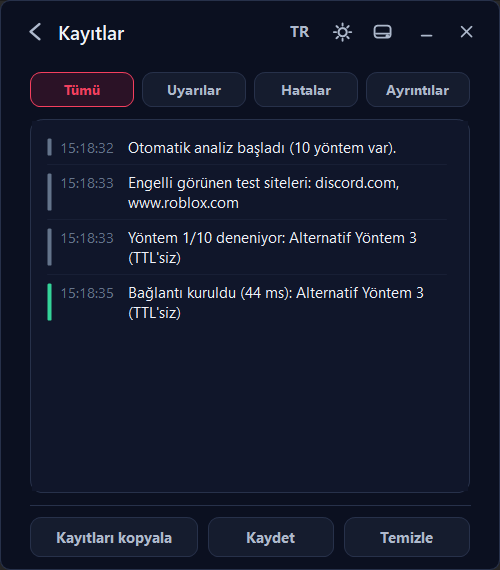 Kayıtlar
TR
Tümü
Uyarılar
Hatalar
Ayrıntılar
15:18:32 Otomatik analiz başladı (10 yöntem var).
15:18:33 Engelli görünen test siteleri: discord.com,
www.roblox.com
15:18:33 Yöntem 1/10 deneniyor: Alternatif Yöntem 3
(TTL'siz)
15:18:35 Bağlantı kuruldu (44 ms): Alternatif Yöntem 3
(TTL'siz)
Kayıtları kopyala
Kaydet
Temizle